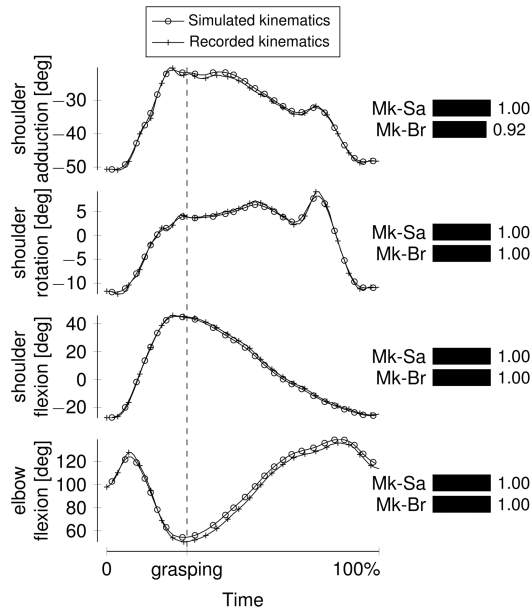 Simulated kinematics
Recorded kinematics
shoulder
adduction [deg]
−30
−40
−50
Mk-Sa 1.00
Mk-Br 0.92
shoulder
rotation [deg]
5
0
−5
−10
Mk-Sa 1.00
Mk-Br 1.00
shoulder
flexion [deg]
40
20
0
−20
Mk-Sa 1.00
Mk-Br 1.00
elbow
flexion [deg]
120
100
80
60
Mk-Sa 1.00
Mk-Br 1.00
0 grasping 100%
Time